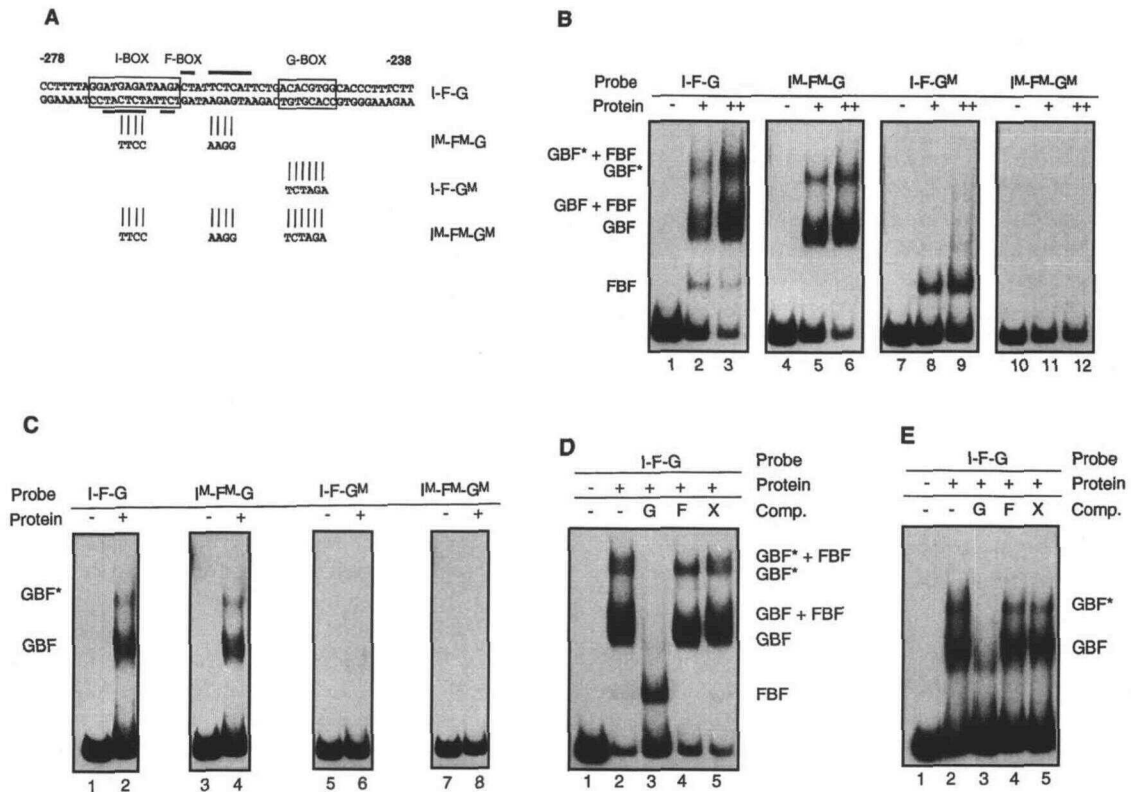 A
-278 I-BOX F-BOX G-BOX -238
CCTTTTAGGATGAGATAAGACTATTCTCATTCTGACACGTGGCACCCTTTCTT
GGAAAATCCTACTCTATTCTGATAAGAGTAAGACTGTGCACCGTGGGAAAGAA
I-F-G
TTCC AAGG Iᴹ-Fᴹ-G
TCTAGA I-F-Gᴹ
TTCC AAGG TCTAGA Iᴹ-Fᴹ-Gᴹ
B
Probe I-F-G Iᴹ-Fᴹ-G I-F-Gᴹ Iᴹ-Fᴹ-Gᴹ
Protein - + ++ - + ++ - + ++ - + ++
GBF* + FBF
GBF*
GBF + FBF
GBF
FBF
1 2 3 4 5 6 7 8 9 10 11 12
C
Probe I-F-G Iᴹ-Fᴹ-G I-F-Gᴹ Iᴹ-Fᴹ-Gᴹ
Protein - + - + - + - +
GBF*
GBF
1 2 3 4 5 6 7 8
D
I-F-G Probe
- + + + + Protein
- - G F X Comp.
GBF* + FBF
GBF*
GBF + FBF
GBF
FBF
1 2 3 4 5
E
I-F-G Probe
- + + + + Protein
- - G F X Comp.
GBF*
GBF
1 2 3 4 5